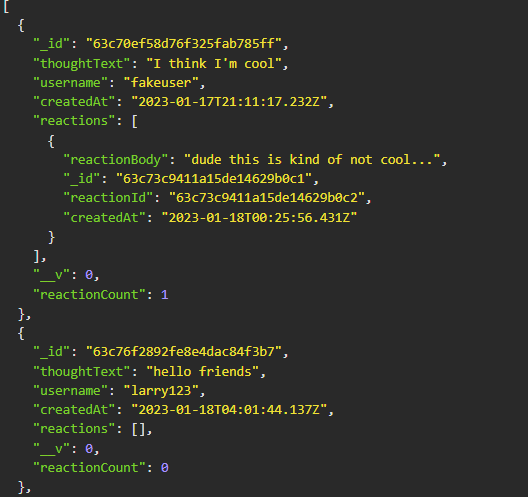 [
{
"_id": "63c70ef58d76f325fab785ff",
"thoughtText": "I think I'm cool",
"username": "fakeuser",
"createdAt": "2023-01-17T21:11:17.232Z",
"reactions": [
{
"reactionBody": "dude this is kind of not cool...",
"_id": "63c73c9411a15de14629b0c1",
"reactionId": "63c73c9411a15de14629b0c2",
"createdAt": "2023-01-18T00:25:56.431Z"
}
],
"__v": 0,
"reactionCount": 1
},
{
"_id": "63c76f2892fe8e4dac84f3b7",
"thoughtText": "hello friends",
"username": "larry123",
"createdAt": "2023-01-18T04:01:44.137Z",
"reactions": [],
"__v": 0,
"reactionCount": 0
},